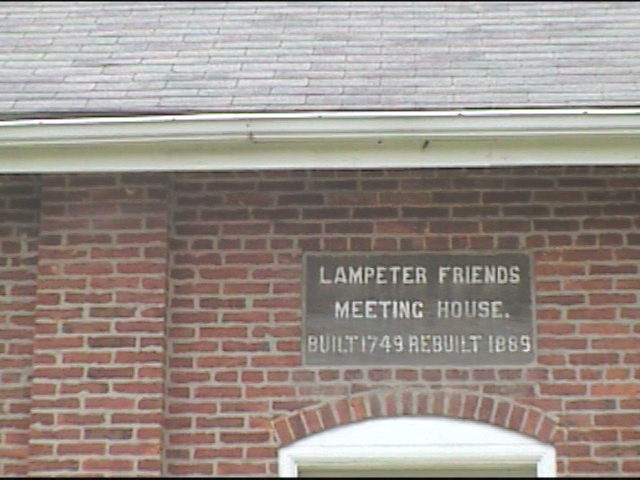 LAMPETER FRIENDS
MEETING HOUSE.
BUILT 1749 REBUILT 1889